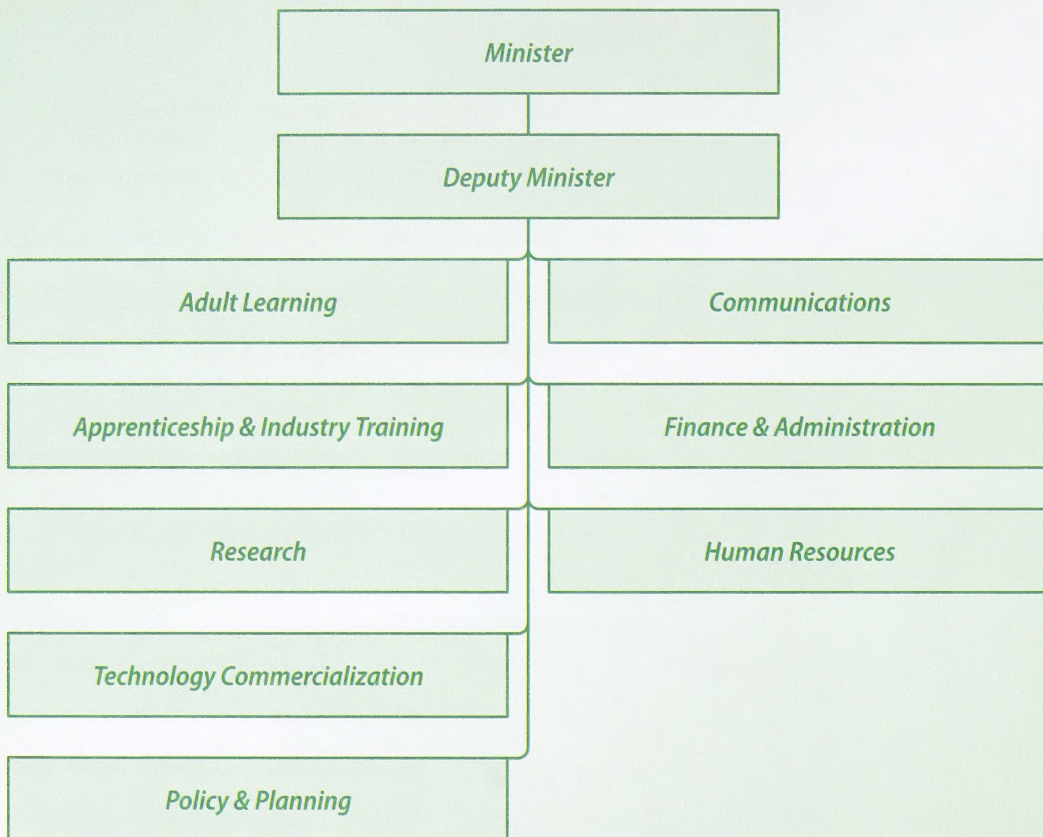 Minister
Deputy Minister
Adult Learning
Communications
Apprenticeship & Industry Training
Finance & Administration
Research
Human Resources
Technology Commercialization
Policy & Planning